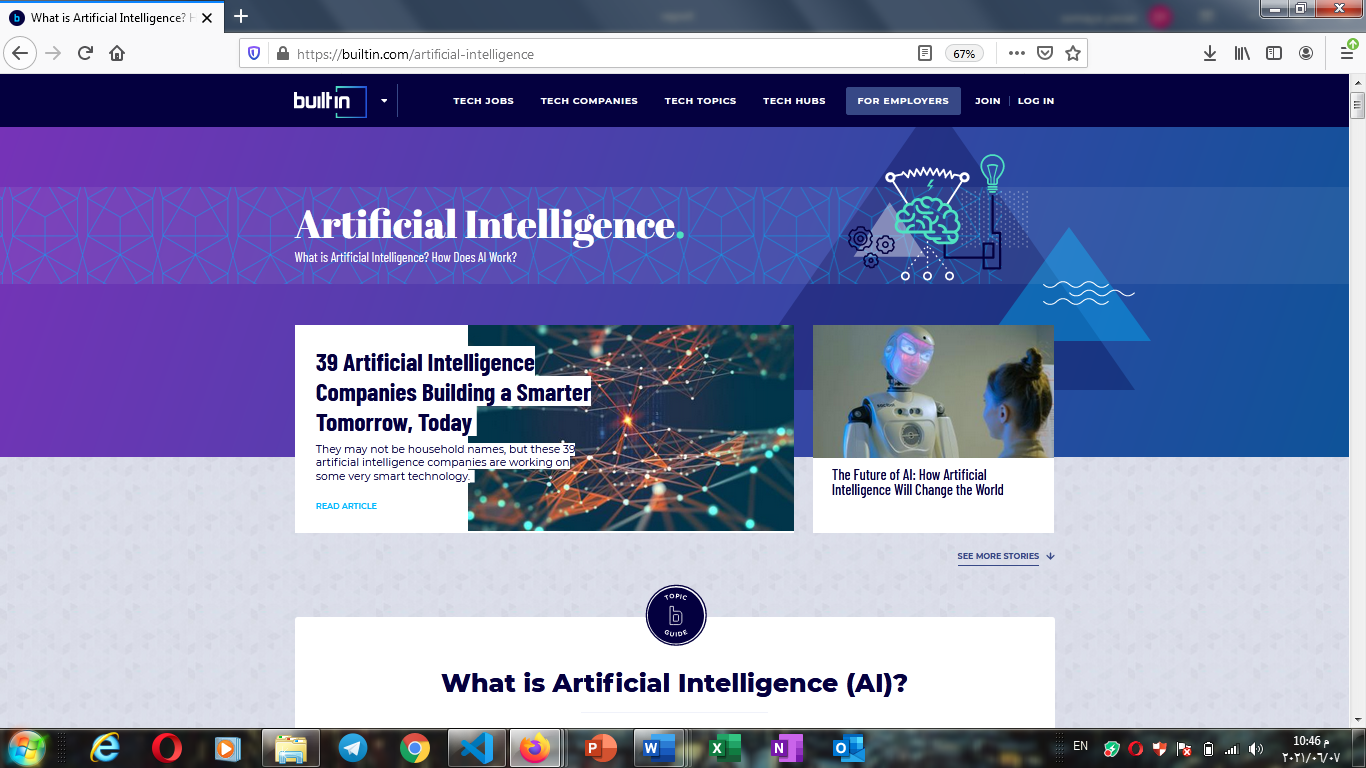 What is Artificial Intelligence? H
https://builtin.com/artificial-intelligence
67%
built in
TECH JOBS
TECH COMPANIES
TECH TOPICS
TECH HUBS
FOR EMPLOYERS
JOIN
LOG IN
Artificial Intelligence.
What is Artificial Intelligence? How Does AI Work?
39 Artificial Intelligence
Companies Building a Smarter
Tomorrow, Today
They may not be household names, but these 39
artificial intelligence companies are working on
some very smart technology.
READ ARTICLE
The Future of AI: How Artificial
Intelligence Will Change the World
SEE MORE STORIES
TOPIC
b
GUIDE
What is Artificial Intelligence (AI)?
EN
10:46 م
٢٠٢١/٠٦/٠٧